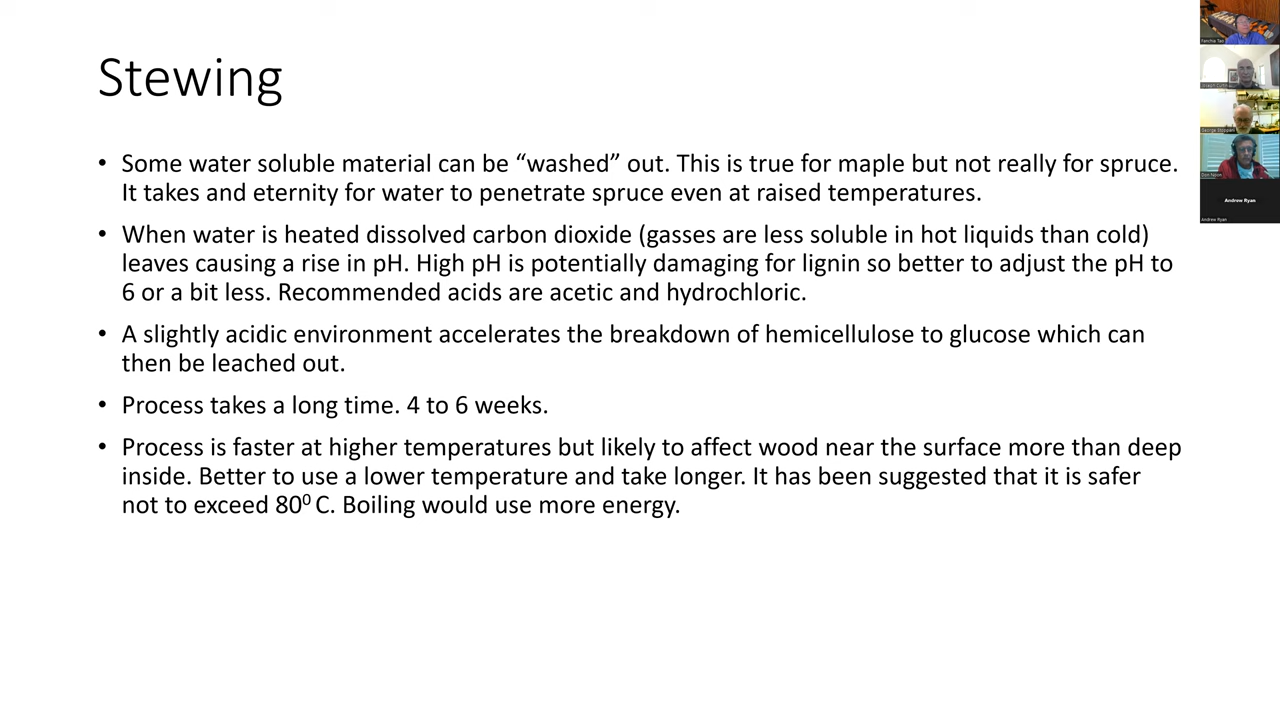 Stewing
• Some water soluble material can be “washed” out. This is true for maple but not really for spruce.
It takes and eternity for water to penetrate spruce even at raised temperatures.
• When water is heated dissolved carbon dioxide (gasses are less soluble in hot liquids than cold)
leaves causing a rise in pH. High pH is potentially damaging for lignin so better to adjust the pH to
6 or a bit less. Recommended acids are acetic and hydrochloric.
• A slightly acidic environment accelerates the breakdown of hemicellulose to glucose which can
then be leached out.
• Process takes a long time. 4 to 6 weeks.
• Process is faster at higher temperatures but likely to affect wood near the surface more than deep
inside. Better to use a lower temperature and take longer. It has been suggested that it is safer
not to exceed 80⁰ C. Boiling would use more energy.
Andrew Ryan
Andrew Ryan